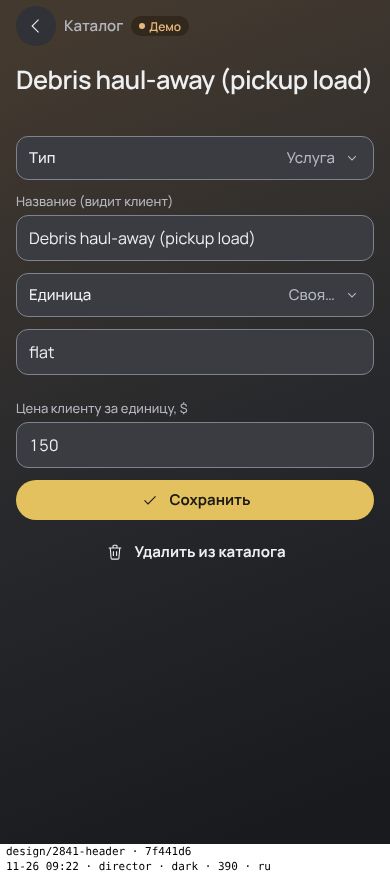 Каталог
Демо
Debris haul-away (pickup load)
Тип
Услуга
Название (видит клиент)
Debris haul-away (pickup load)
Единица
Своя…
flat
Цена клиенту за единицу, $
150
Сохранить
Удалить из каталога
design/2841-header · 7f441d6
11-26 09:22 · director · dark · 390 · ru